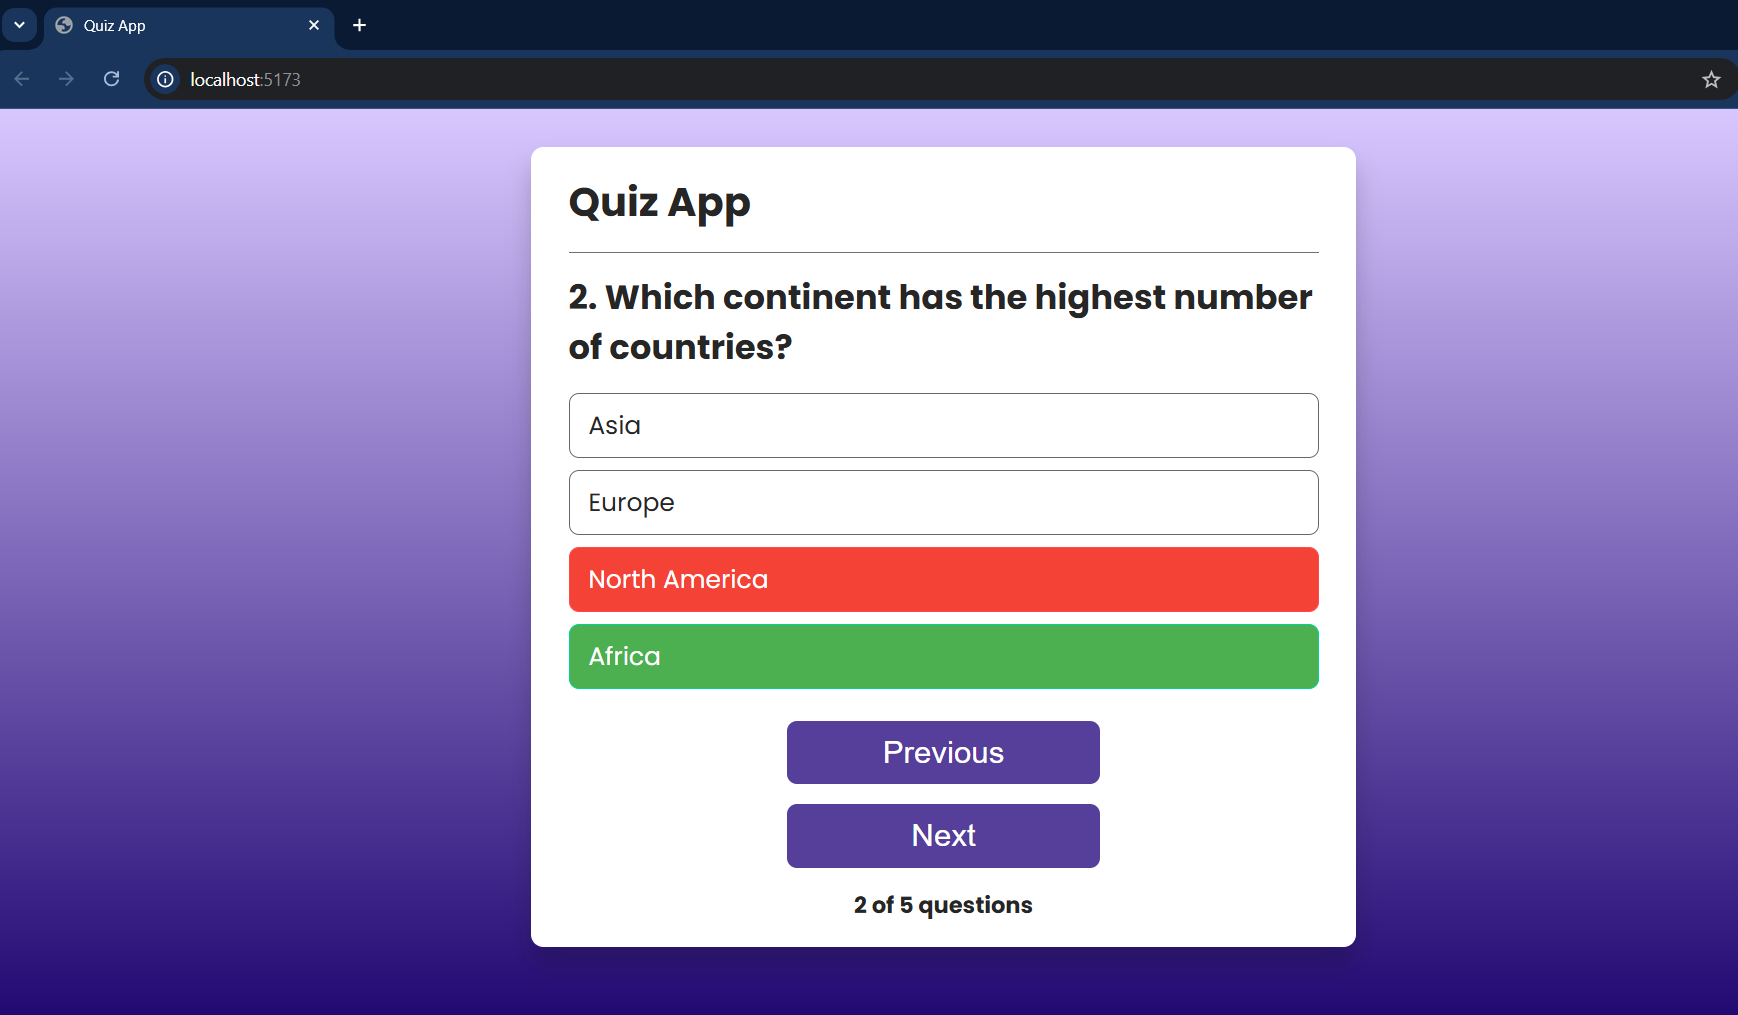 Quiz App
localhost:5173
Quiz App
2. Which continent has the highest number
of countries?
Asia
Europe
North America
Africa
Previous
Next
2 of 5 questions